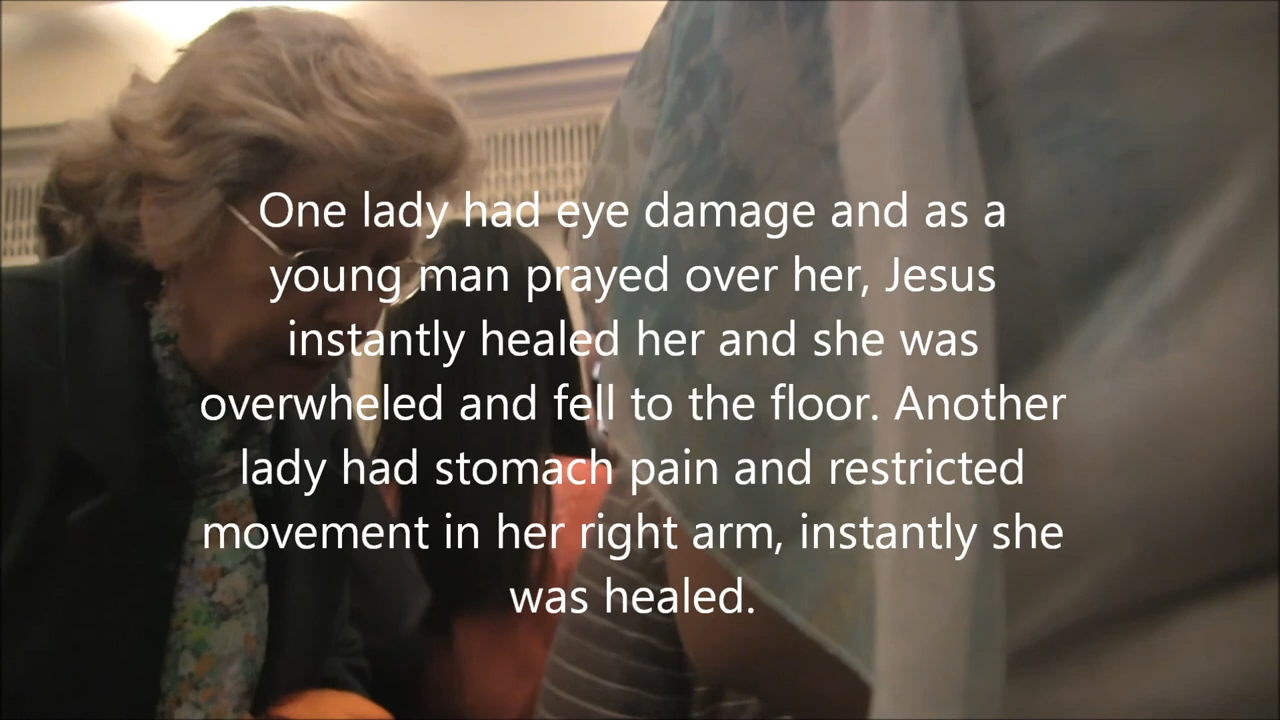 One lady had eye damage and as a
young man prayed over her, Jesus
instantly healed her and she was
overwheled and fell to the floor. Another
lady had stomach pain and restricted
movement in her right arm, instantly she
was healed.